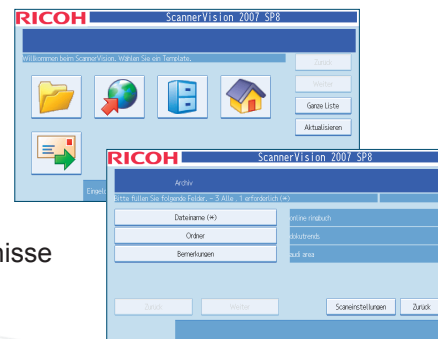 RICOH ScannerVision 2007 SP8
Willkommen beim ScannerVision, Wählen Sie ein Template.
Zurück
Weiter
Ganze Liste
Aktualisieren
RICOH ScannerVision 2007 SP8
Archiv
Bitte fullen Sie folgende Felder, - 3 Alle , 1 erforderlich (*)
Dateiname (*) online ringbuch
Ordner dokutrends
Bemerkungen audi area
Zurück Weiter Scaneinstellungen Zurück
nisse